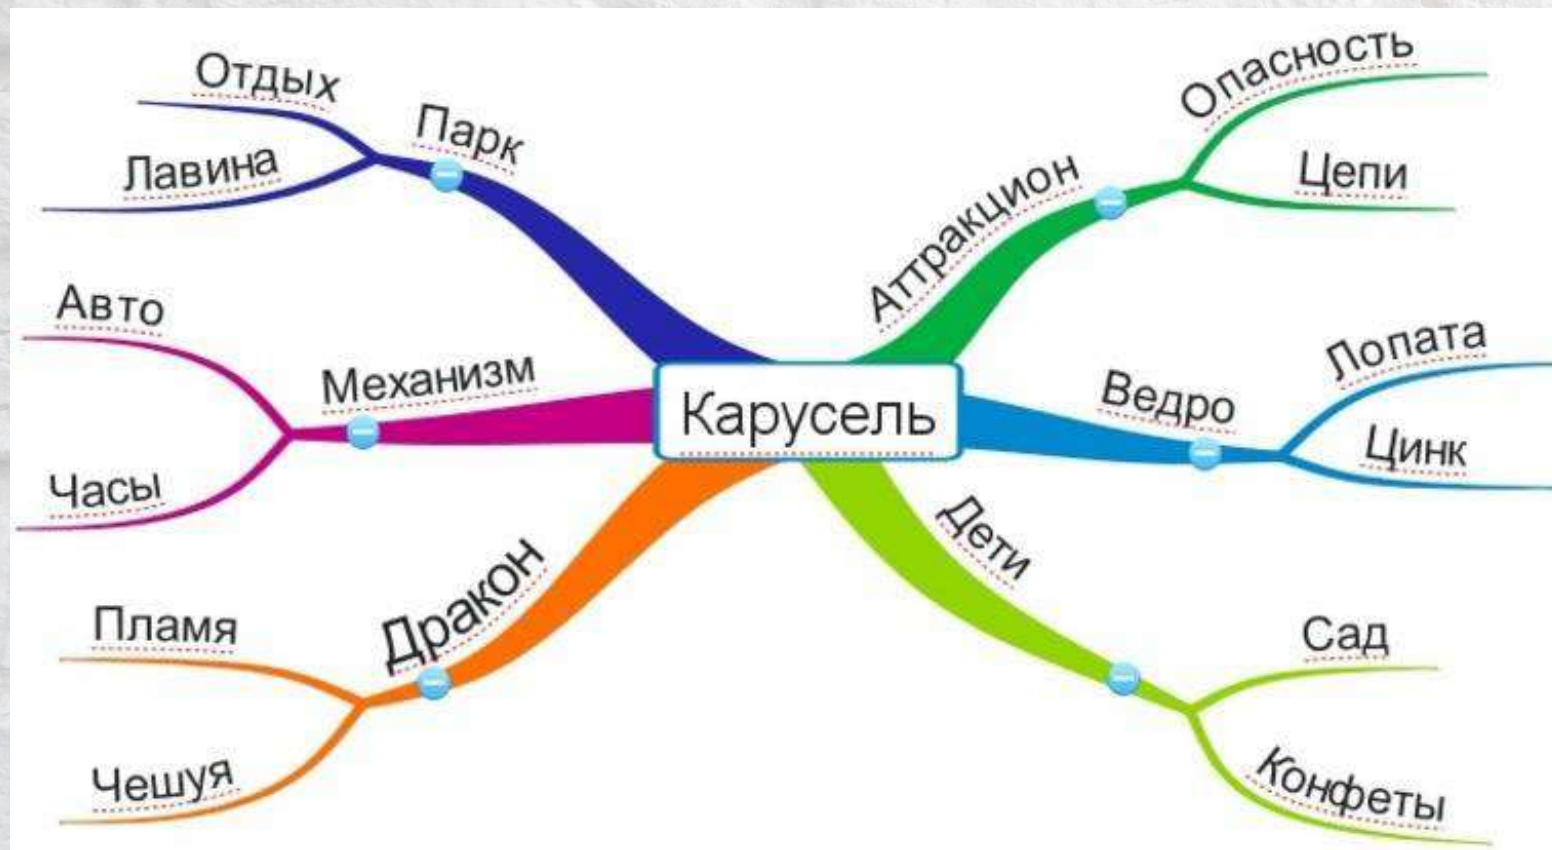 Карусель
Парк
Отдых
Лавина
Механизм
Авто
Часы
Дракон
Пламя
Чешуя
Аттракцион
Опасность
Цепи
Ведро
Лопата
Цинк
Дети
Сад
Конфеты